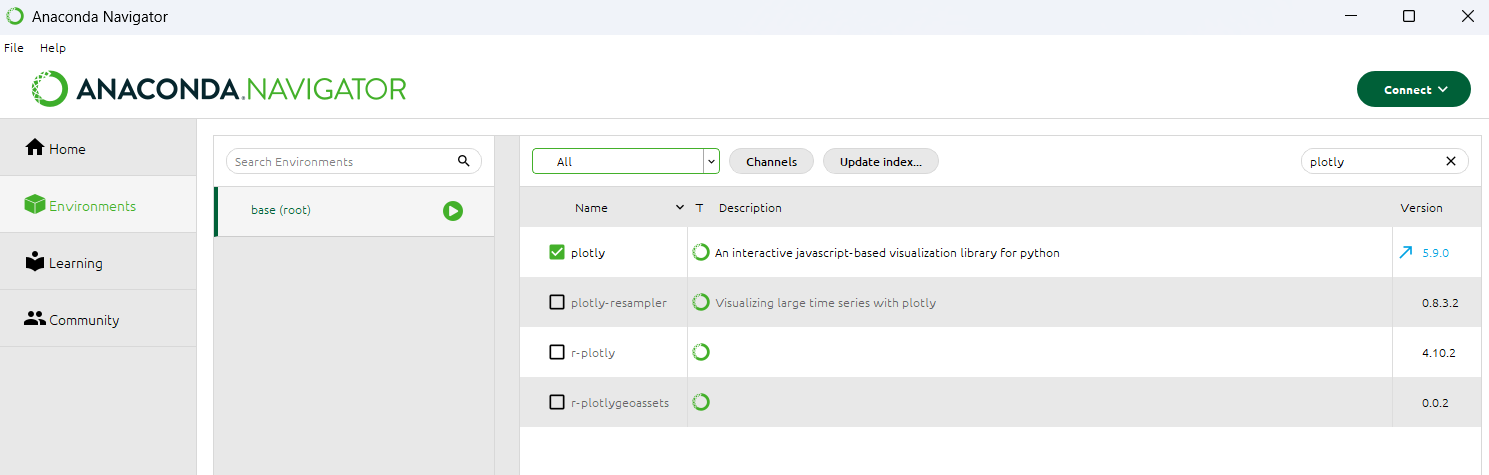 Anaconda Navigator
File Help
ANACONDA.NAVIGATOR
Connect
Home
Environments
Learning
Community
Search Environments
base (root)
All Channels Update index... plotly
Name T Description Version
plotly An interactive javascript-based visualization library for python 5.9.0
plotly-resampler Visualizing large time series with plotly 0.8.3.2
r-plotly 4.10.2
r-plotlygeoassets 0.0.2